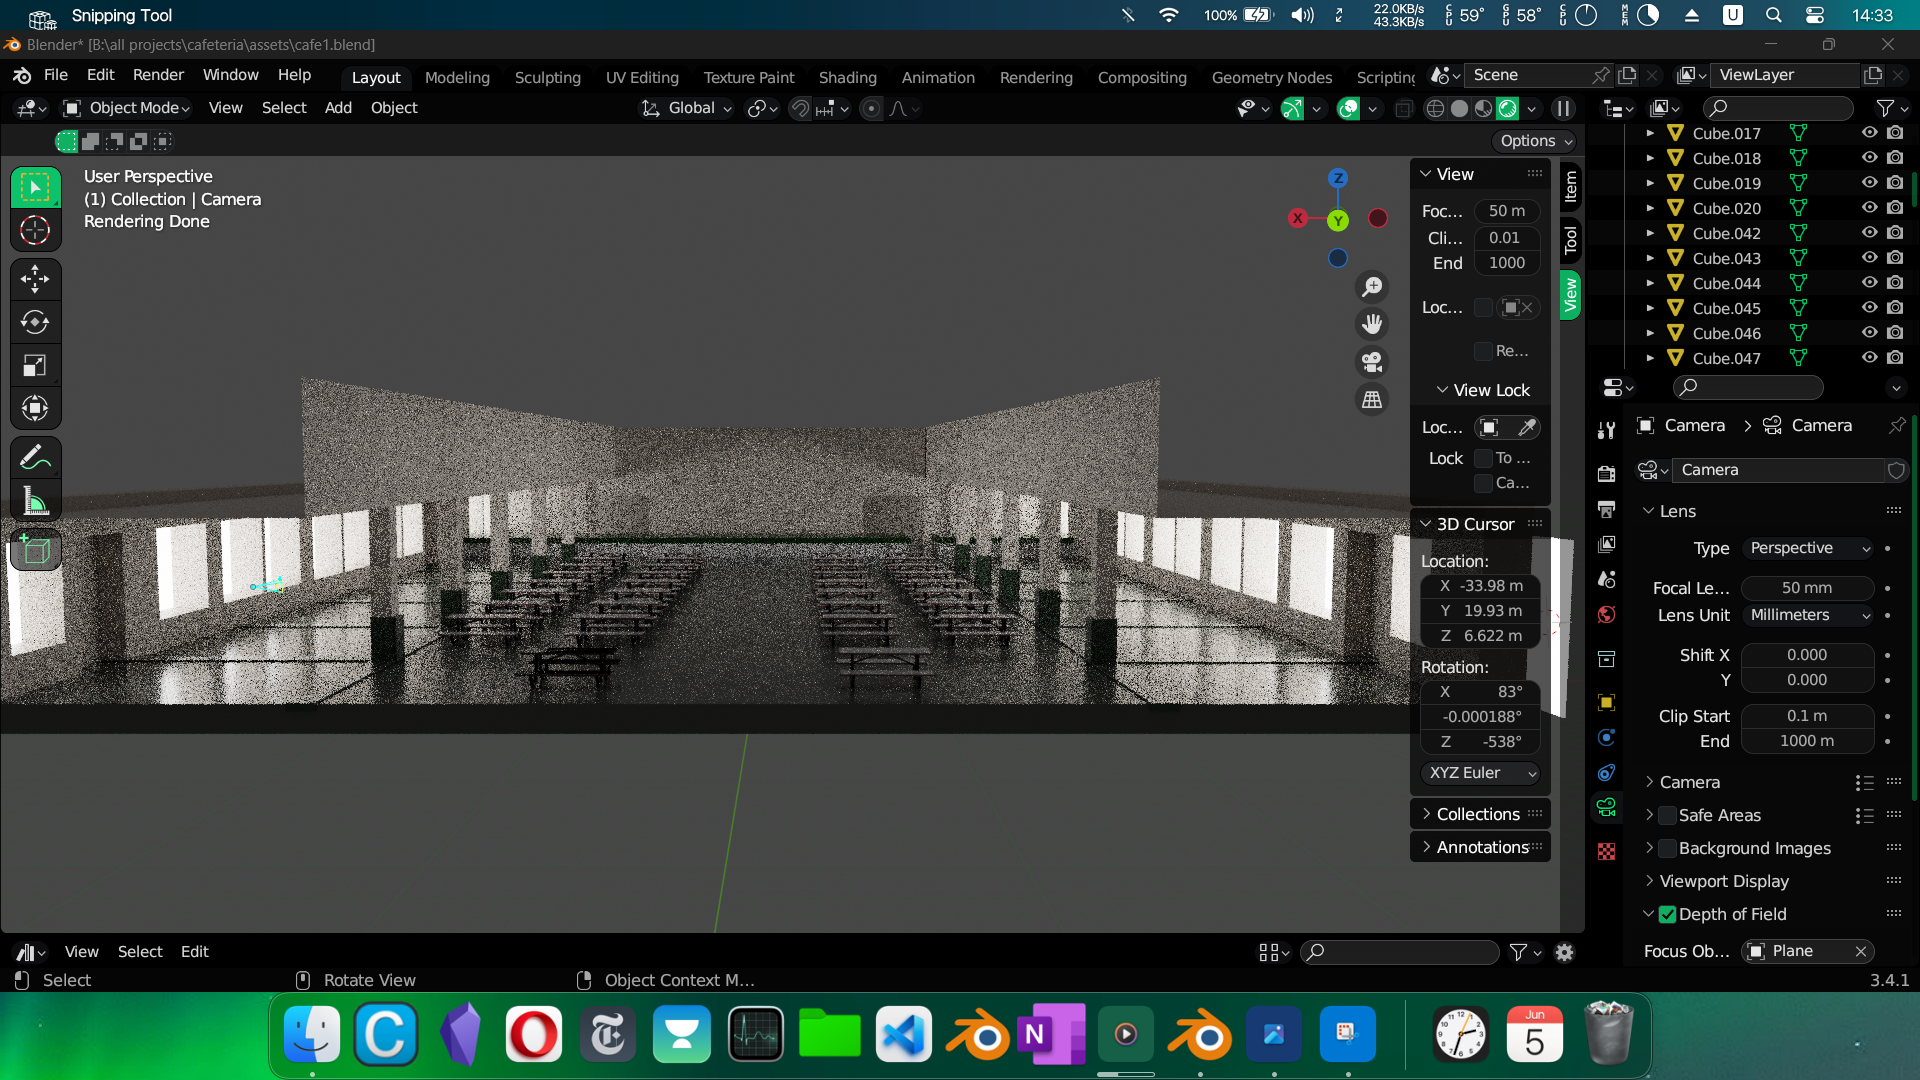 Snipping Tool
100%
22.0KB/s
43.3KB/s
CPU 59°
GPU 58°
CPU
MEM
U
14:33
Blender* [B:\all projects\cafeteria\assets\cafe1.blend]
File Edit Render Window Help
Layout Modeling Sculpting UV Editing Texture Paint Shading Animation Rendering Compositing Geometry Nodes Scripting
Scene
ViewLayer
Object Mode View Select Add Object
Global
Options
User Perspective
(1) Collection | Camera
Rendering Done
Z
X
Y
View
Foc... 50 m
Cli... 0.01
End 1000
Loc...
Re...
View Lock
Loc...
Lock To ...
Ca...
3D Cursor
Location:
X -33.98 m
Y 19.93 m
Z 6.622 m
Rotation:
X 83°
-0.000188°
Z -538°
XYZ Euler
Collections
Annotations
Item
Tool
View
Cube.017
Cube.018
Cube.019
Cube.020
Cube.042
Cube.043
Cube.044
Cube.045
Cube.046
Cube.047
Camera > Camera
Camera
Lens
Type Perspective
Focal Le... 50 mm
Lens Unit Millimeters
Shift X 0.000
Y 0.000
Clip Start 0.1 m
End 1000 m
Camera
Safe Areas
Background Images
Viewport Display
Depth of Field
Focus Ob... Plane
View Select Edit
Select
Rotate View
Object Context M...
3.4.1
N
Jun
5